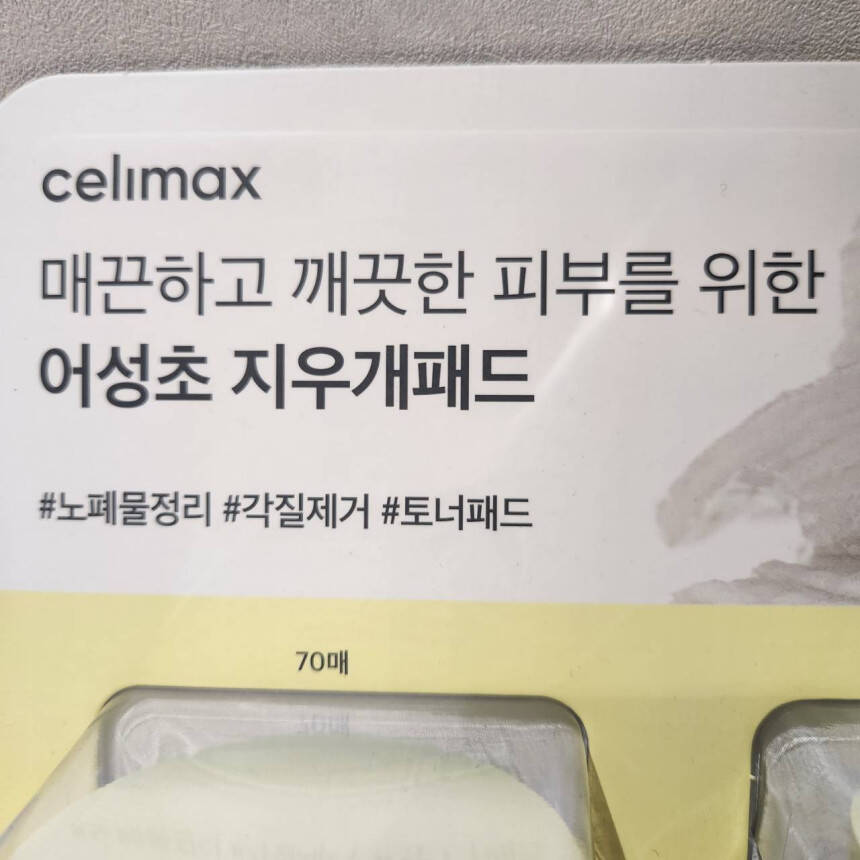 celimax
매끈하고 깨끗한 피부를 위한
어성초 지우개패드
#노폐물정리 #각질제거 #토너패드
70매